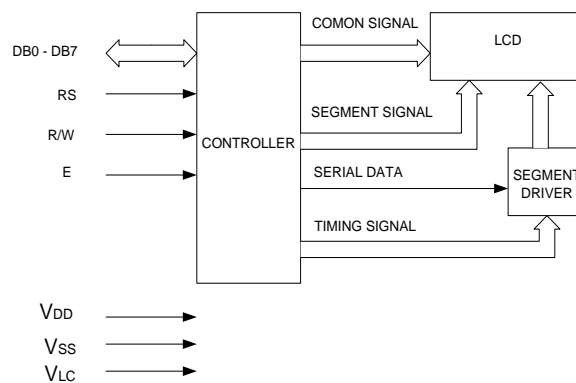 COMON SIGNAL
LCD
DB0 - DB7
RS
SEGMENT SIGNAL
R/W
CONTROLLER
E
SERIAL DATA
SEGMENT
DRIVER
TIMING SIGNAL
VDD
VSS
VLC